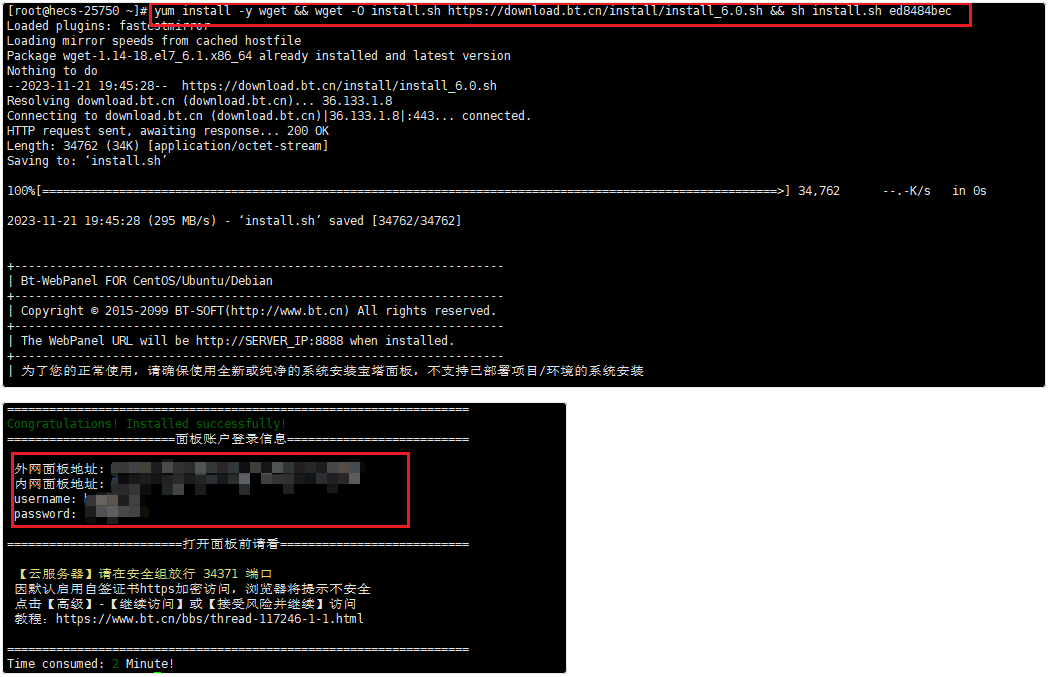 [root@hecs-25750 ~]# yum install -y wget && wget -O install.sh https://download.bt.cn/install/install_6.0.sh && sh install.sh ed8484bec
Loaded plugins: fastestmirror
Loading mirror speeds from cached hostfile
Package wget-1.14-18.el7_6.1.x86_64 already installed and latest version
Nothing to do
--2023-11-21 19:45:28--  https://download.bt.cn/install/install_6.0.sh
Resolving download.bt.cn (download.bt.cn)... 36.133.1.8
Connecting to download.bt.cn (download.bt.cn)|36.133.1.8|:443... connected.
HTTP request sent, awaiting response... 200 OK
Length: 34762 (34K) [application/octet-stream]
Saving to: ‘install.sh’
100%[=========================================================================================================>] 34,762      --.-K/s   in 0s
2023-11-21 19:45:28 (295 MB/s) - ‘install.sh’ saved [34762/34762]
+----------------------------------------------------------------------
| Bt-WebPanel FOR CentOS/Ubuntu/Debian
+----------------------------------------------------------------------
| Copyright © 2015-2099 BT-SOFT(http://www.bt.cn) All rights reserved.
+----------------------------------------------------------------------
| The WebPanel URL will be http://SERVER_IP:8888 when installed.
+----------------------------------------------------------------------
| 为了您的正常使用，请确保使用全新或纯净的系统安装宝塔面板，不支持已部署项目/环境的系统安装
==================================================================
Congratulations! Installed successfully!
========================面板账户登录信息==========================
外网面板地址:
内网面板地址:
username:
password:
=========================打开面板前请看===========================
【云服务器】请在安全组放行 34371 端口
因默认启用自签证书https加密访问，浏览器将提示不安全
点击【高级】-【继续访问】或【接受风险并继续】访问
教程：https://www.bt.cn/bbs/thread-117246-1-1.html
==================================================================
Time consumed: 2 Minute!